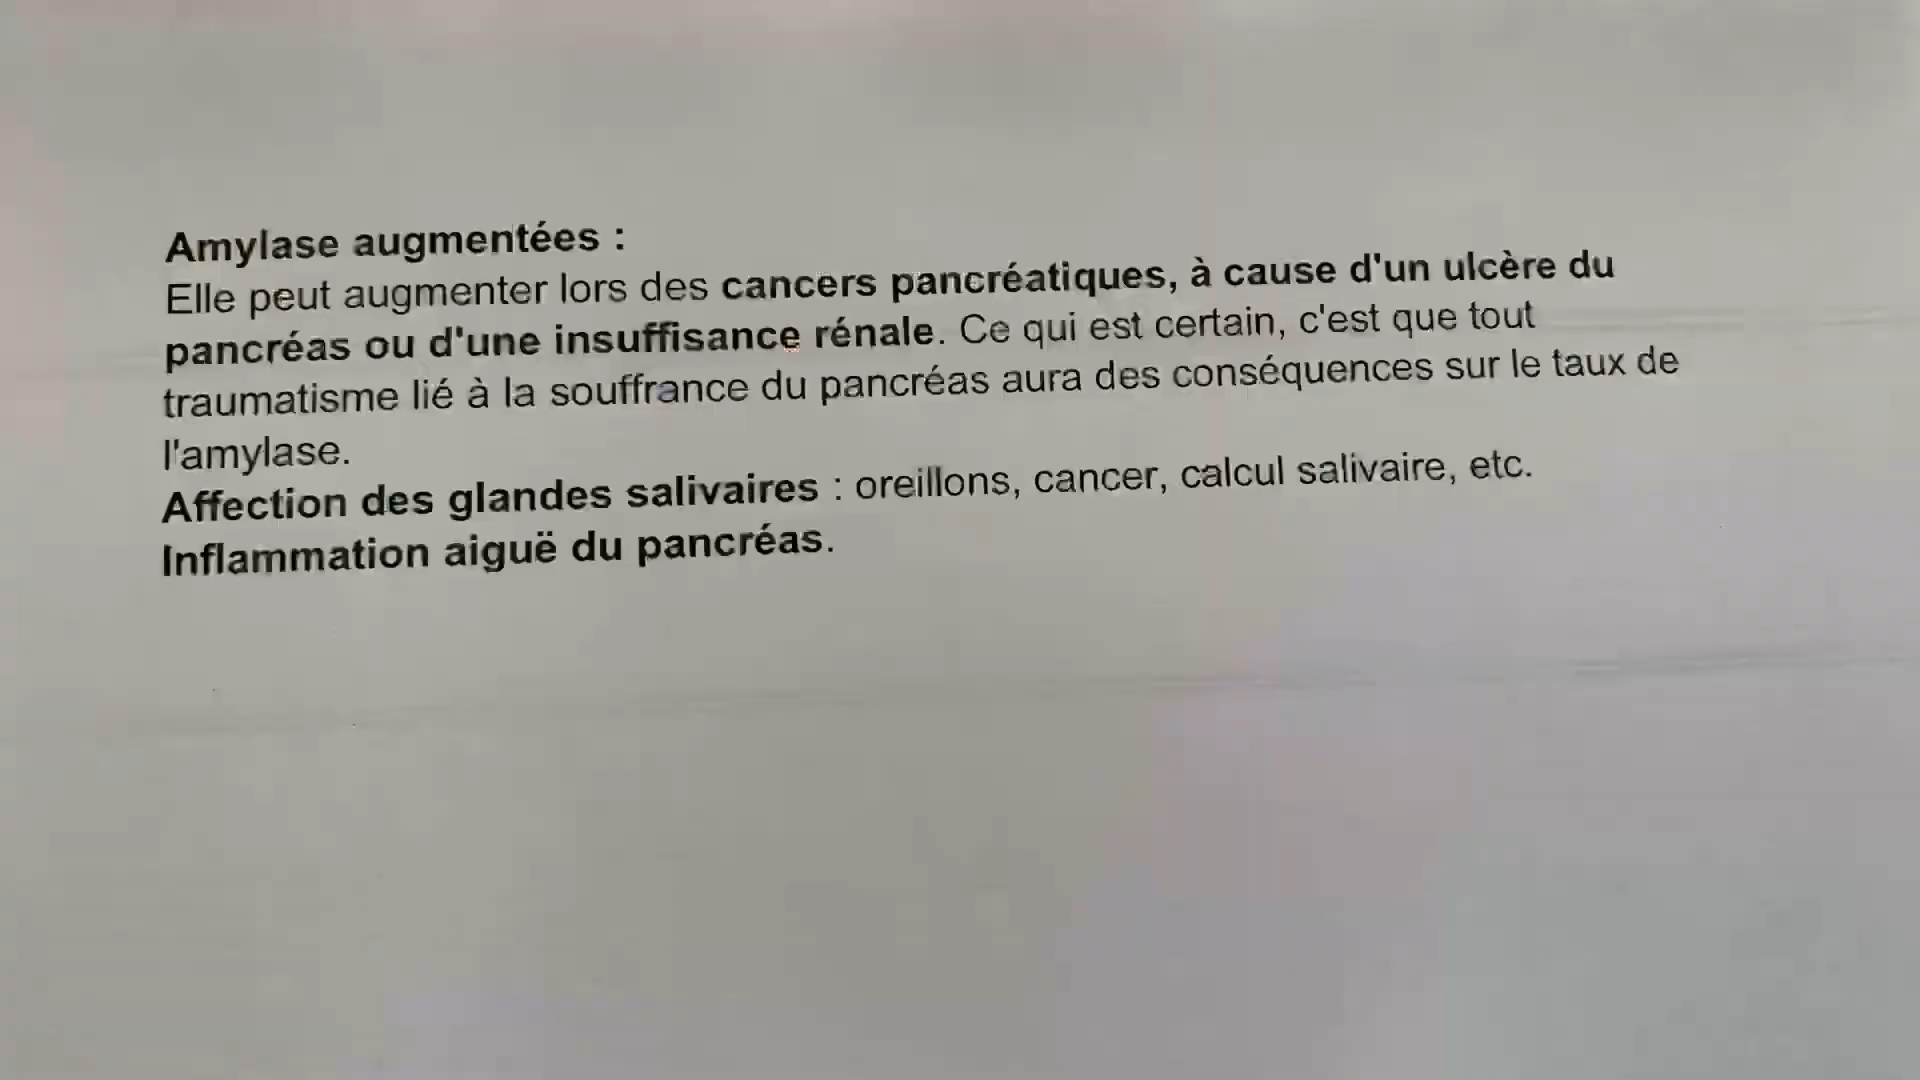 Amylase augmentées :
Elle peut augmenter lors des cancers pancréatiques, à cause d'un ulcère du
pancréas ou d'une insuffisance rénale. Ce qui est certain, c'est que tout
traumatisme lié à la souffrance du pancréas aura des conséquences sur le taux de
l'amylase.
Affection des glandes salivaires : oreillons, cancer, calcul salivaire, etc.
Inflammation aiguë du pancréas.